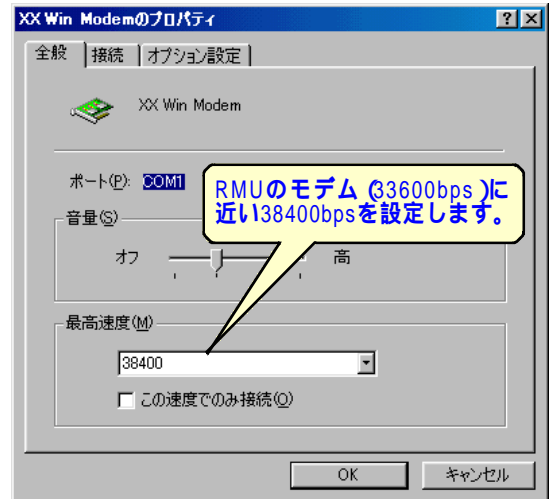 XX Win Modemのプロパティ
全般 接続 オプション設定
XX Win Modem
ポート(P): COM1
RMUのモデム (33600bps)に
近い38400bpsを設定します。
音量(S)
オフ 高
最高速度(M)
38400
この速度でのみ接続(O)
OK キャンセル